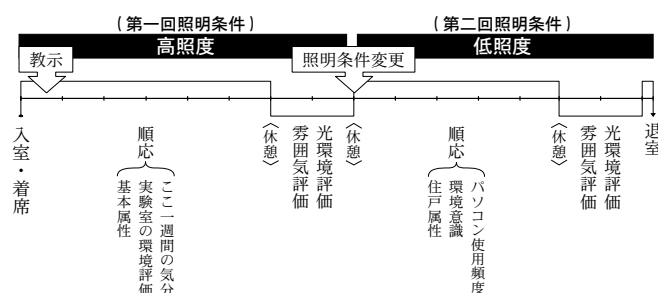 （第一回照明条件）
（第二回照明条件）
高照度
低照度
教示
照明条件変更
入室・着席
順応
ここ一週間の気分
実験室の環境評価
基本属性
〈休憩〉
光環境評価
雰囲気評価
〈休憩〉
順応
パソコン使用頻度
環境意識
住戸属性
〈休憩〉
光環境評価
雰囲気評価
退室